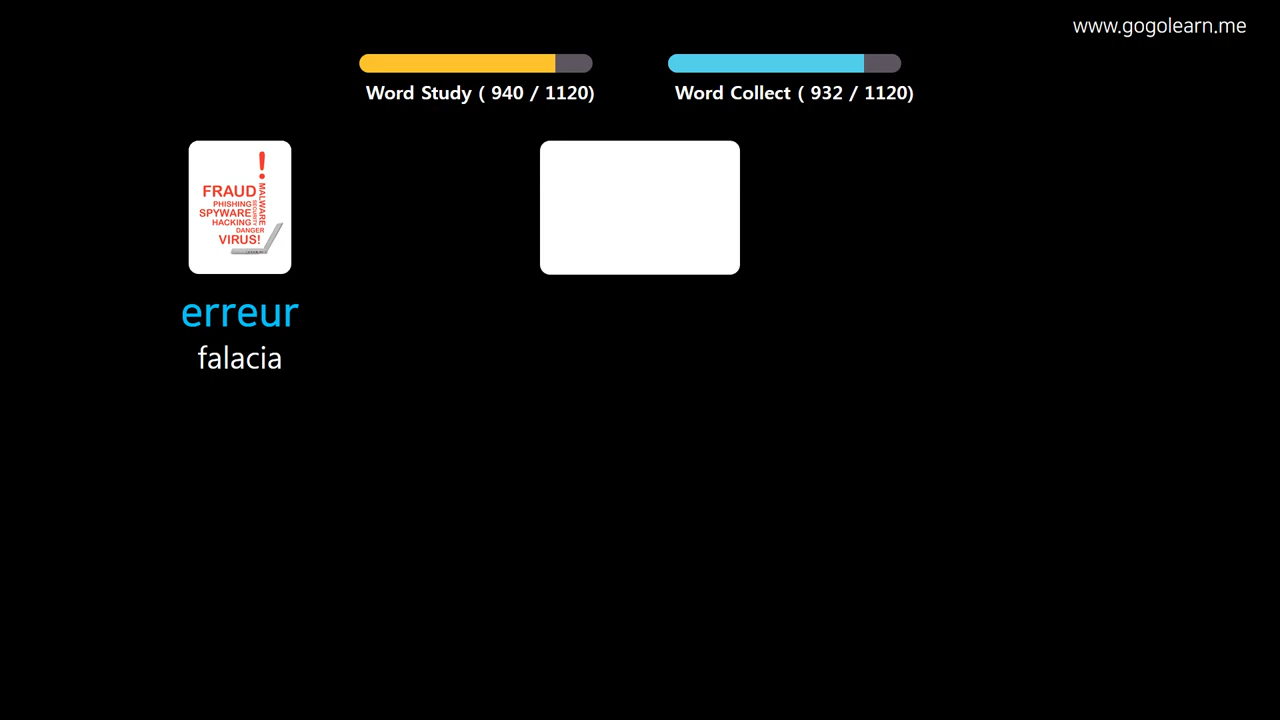 www.gogolearn.me
Word Study ( 940 / 1120)
Word Collect ( 932 / 1120)
!
FRAUD
PHISHING
SPYWARE
HACKING
DANGER
VIRUS!
MALWARE
SECURITY
erreur
falacia